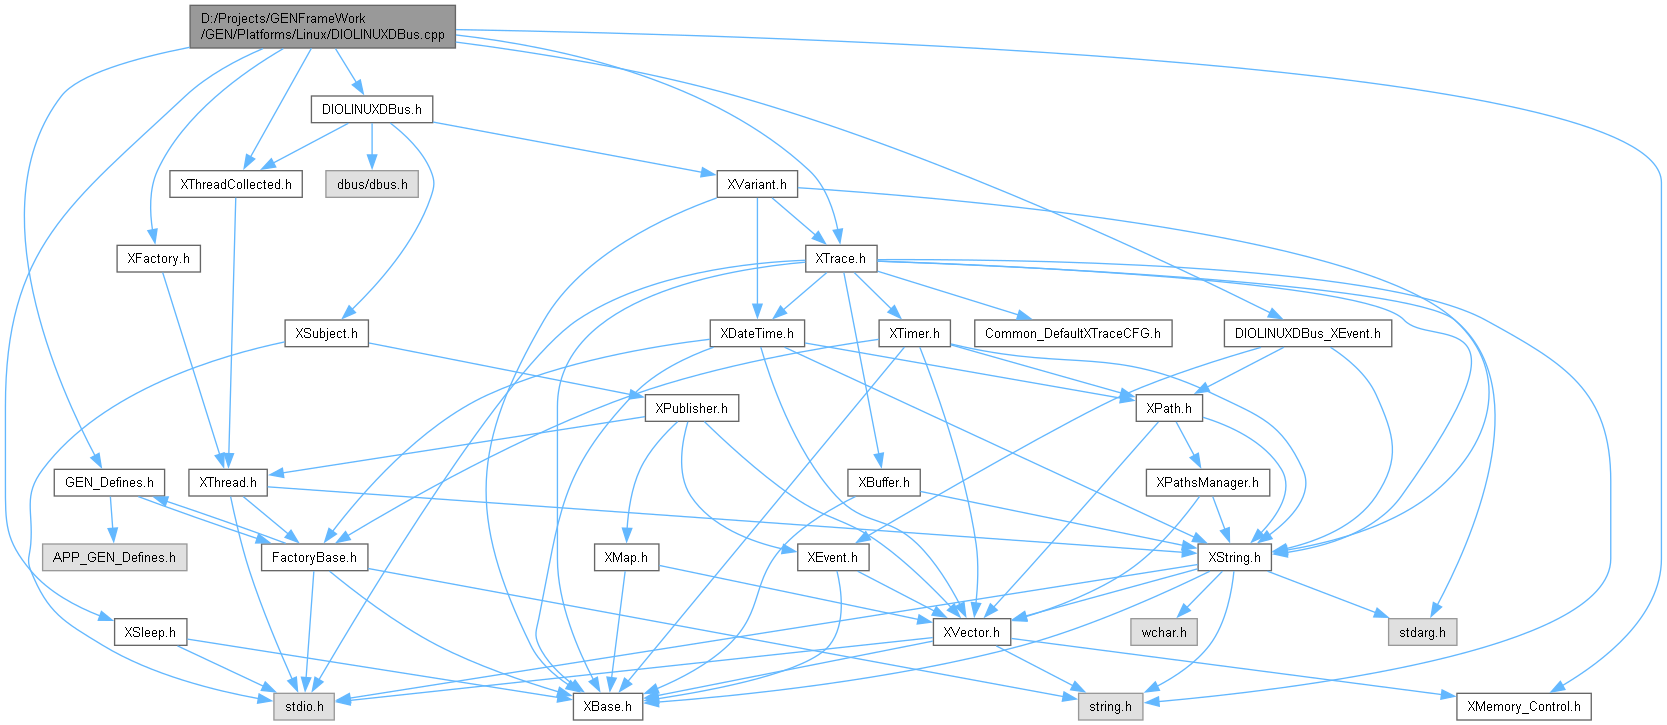 D:/Projects/GENFrameWork
/GEN/Platforms/Linux/DIOLINUXDBus.cpp
DIOLINUXDBus.h
XThreadCollected.h
dbus/dbus.h
XVariant.h
XFactory.h
XTrace.h
XSubject.h
XDateTime.h
XTimer.h
Common_DefaultXTraceCFG.h
DIOLINUXDBus_XEvent.h
XPublisher.h
XPath.h
GEN_Defines.h
XThread.h
XBuffer.h
XPathsManager.h
APP_GEN_Defines.h
FactoryBase.h
XMap.h
XEvent.h
XString.h
XSleep.h
XVector.h
wchar.h
stdarg.h
stdio.h
XBase.h
string.h
XMemory_Control.h